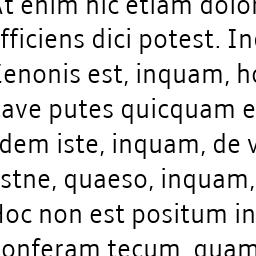 At enim hic etiam dolor
fficiens dici potest. In
Xenonis est, inquam, h
ave putes quicquam e
dem iste, inquam, de v
stne, quaeso, inquam,
Hoc non est positum in
onferam tecum, quam